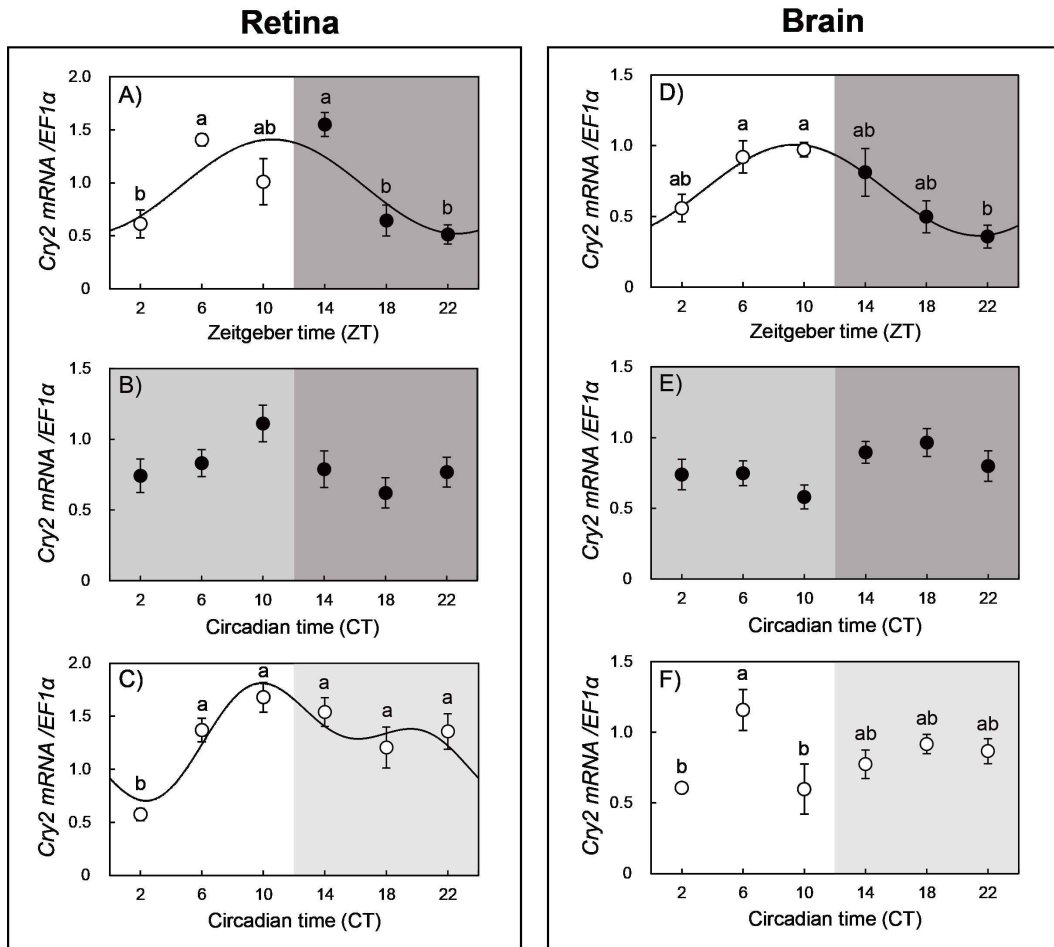 Retina
Brain
A)
Cry2 mRNA /EF1α
2.0
1.5
1.0
0.5
0
b
a
ab
a
b
b
2 6 10 14 18 22
Zeitgeber time (ZT)
B)
Cry2 mRNA /EF1α
1.5
1.0
0.5
0
2 6 10 14 18 22
Circadian time (CT)
C)
Cry2 mRNA /EF1α
2.0
1.5
1.0
0.5
0
b
a
a
a
a
a
2 6 10 14 18 22
Circadian time (CT)
D)
Cry2 mRNA /EF1α
1.5
1.0
0.5
0
ab
a
a
ab
ab
b
2 6 10 14 18 22
Zeitgeber time (ZT)
E)
Cry2 mRNA /EF1α
1.5
1.0
0.5
0
2 6 10 14 18 22
Circadian time (CT)
F)
Cry2 mRNA /EF1α
1.5
1.0
0.5
0
b
a
b
ab
ab
ab
2 6 10 14 18 22
Circadian time (CT)